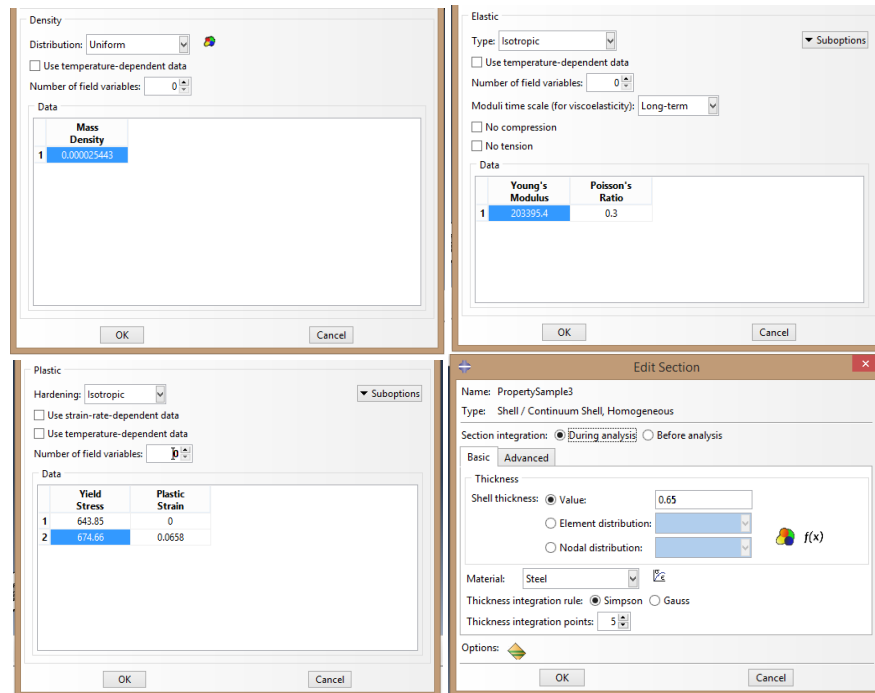 Density
Distribution: Uniform
Use temperature-dependent data
Number of field variables: 0
Data
Mass
Density
1 0.000025443
OK Cancel
Elastic
Type: Isotropic
Suboptions
Use temperature-dependent data
Number of field variables: 0
Moduli time scale (for viscoelasticity): Long-term
No compression
No tension
Data
Young's Poisson's
Modulus Ratio
1 203395.4 0.3
OK Cancel
Plastic
Hardening: Isotropic
Suboptions
Use strain-rate-dependent data
Use temperature-dependent data
Number of field variables: 0
Data
Yield Plastic
Stress Strain
1 643.85 0
2 674.66 0.0658
OK Cancel
Edit Section
Name: PropertySample3
Type: Shell / Continuum Shell, Homogeneous
Section integration: During analysis Before analysis
Basic Advanced
Thickness
Shell thickness: Value: 0.65
Element distribution:
Nodal distribution:
f(x)
Material: Steel
Thickness integration rule: Simpson Gauss
Thickness integration points: 5
Options:
OK Cancel